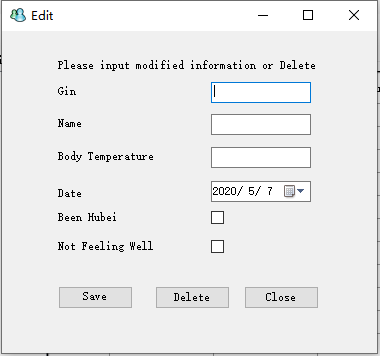 Edit
Please input modified information or Delete
Gin
Name
Body Temperature
Date 2020/ 5/ 7
Been Hubei
Not Feeling Well
Save Delete Close